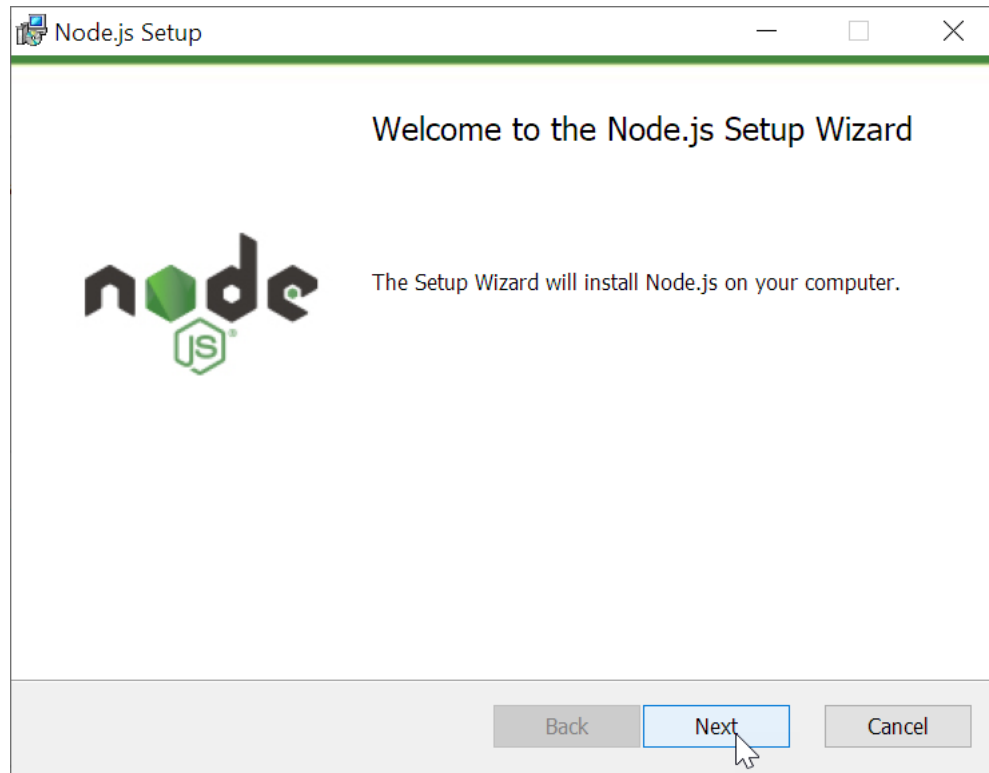 Node.js Setup
Welcome to the Node.js Setup Wizard
node
JS®
The Setup Wizard will install Node.js on your computer.
Back Next Cancel